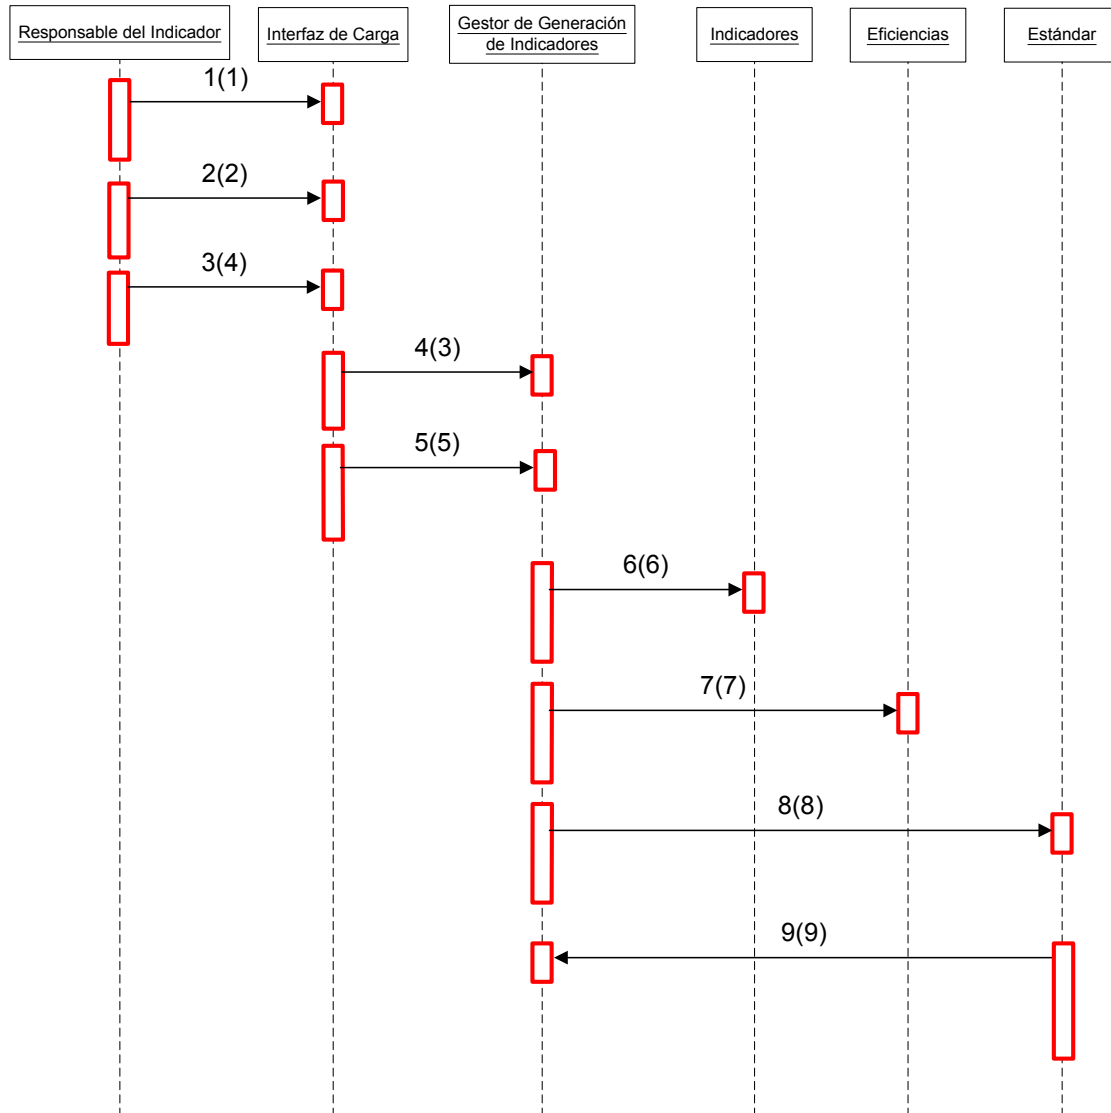 Responsable del Indicador
Interfaz de Carga
Gestor de Generación
de Indicadores
Indicadores
Eficiencias
Estándar
1(1)
2(2)
3(4)
4(3)
5(5)
6(6)
7(7)
8(8)
9(9)